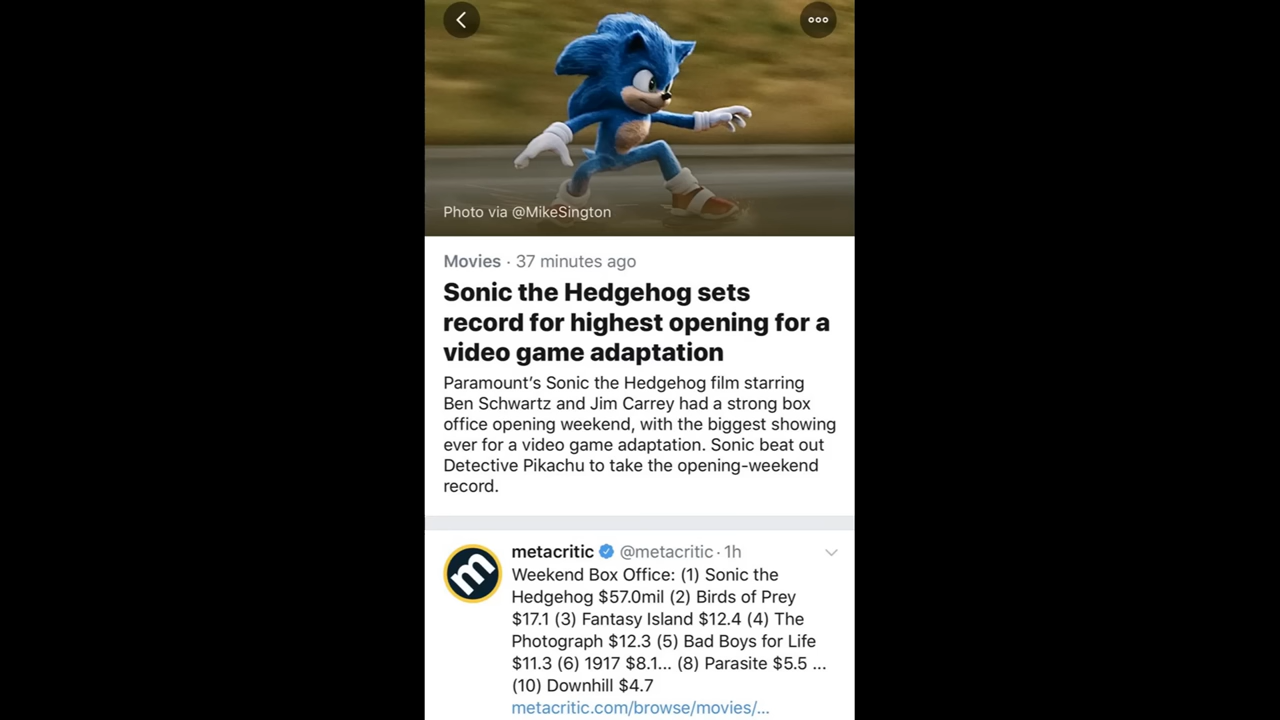 Photo via @MikeSington
Movies · 37 minutes ago
Sonic the Hedgehog sets
record for highest opening for a
video game adaptation
Paramount's Sonic the Hedgehog film starring
Ben Schwartz and Jim Carrey had a strong box
office opening weekend, with the biggest showing
ever for a video game adaptation. Sonic beat out
Detective Pikachu to take the opening-weekend
record.
m
metacritic @metacritic · 1h
Weekend Box Office: (1) Sonic the
Hedgehog $57.0mil (2) Birds of Prey
$17.1 (3) Fantasy Island $12.4 (4) The
Photograph $12.3 (5) Bad Boys for Life
$11.3 (6) 1917 $8.1... (8) Parasite $5.5 ...
(10) Downhill $4.7
metacritic.com/browse/movies/...